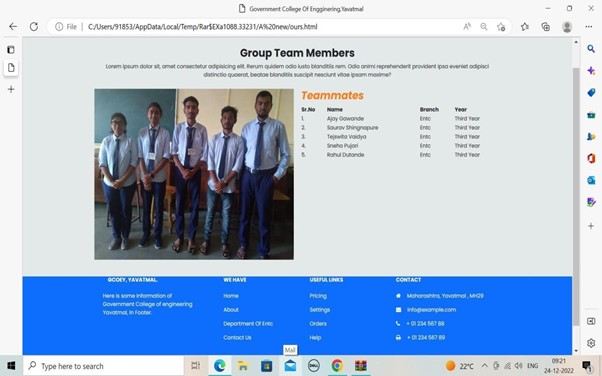 Government College Of Engginering,Yavatmal
File | C:/Users/91853/AppData/Local/Temp/Rar$EXa1088.33231/A%20new/ours.html
Group Team Members
Lorem ipsum dolor sit, amet consectetur adipisicing elit. Rerum quidem odio iusto blanditiis rem. Odio animi reprehenderit provident ipsa eveniet adipisci
distinctio quaerat, beatae blanditiis suscipit nesciunt vitae ipsam maxime?
Teammates
Sr.No Name Branch Year
1. Ajay Gawande Entc Third Year
2. Saurav Shingnapure Entc Third Year
3. Tejswita Vaidya Entc Third Year
4. Sneha Pujari Entc Third Year
5. Rahul Dutande Entc Third Year
GCOEY, YAVATMAL. WE HAVE USEFUL LINKS CONTACT
Here is some information of Home Pricing Maharashtra, Yavatmal , MH29
Government College of engineering
Yavatmal, in Footer. About Settings info@example.com
Department Of Entc Orders + 01 234 567 88
Contact Us Help + 01 234 567 89
Mail
Type here to search
DELL
22°C
ENG
09:21
24-12-2022